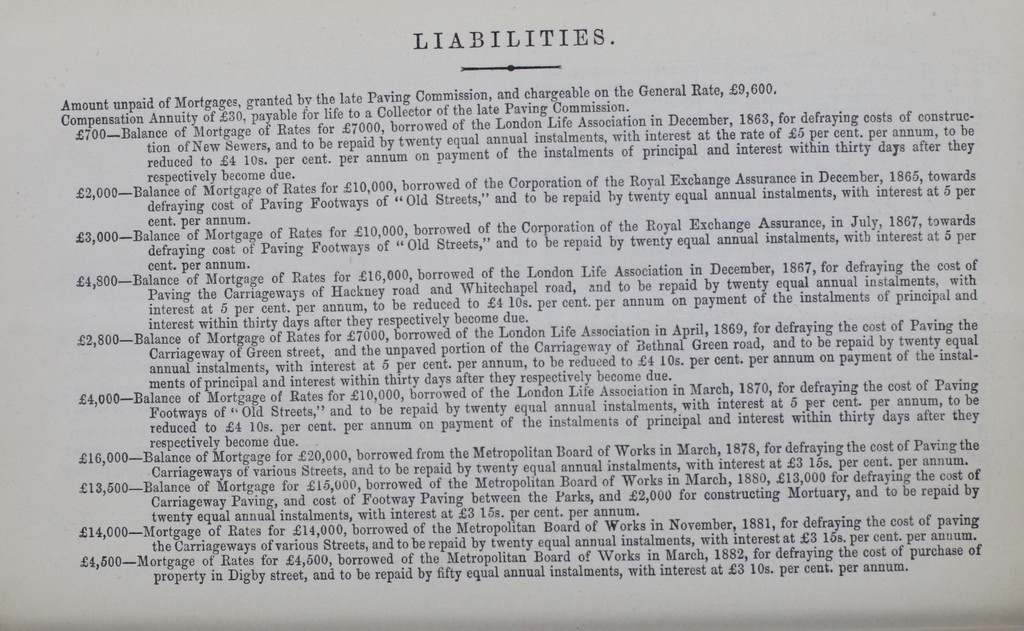 LIABILITIES.
Amount unpaid of Mortgages, granted by the late Paving Commission, and chargeable on the General Rate, £9,600.
Compensation Annuity of £30, payable for life to a Collector of the late Paving Commission.
£700—Balance of Mortgage of Rates for £7000, borrowed of the London Life Association in December, 1863, for defraying costs of construc-
tion of New Sewers, and to be repaid by twenty equal annual instalments, with interest at the rate of £5 per cent. per annum, to be
reduced to £4 10s. per cent. per annum on payment of the instalments of principal and interest within thirty days after they
respectively become due.
£2,000—Balance of Mortgage of Rates for £10,000, borrowed of the Corporation of the Royal Exchange Assurance in December, 1865, towards
defraying cost of Paving Footways of "Old Streets," and to be repaid by twenty equal annual instalments, with interest at 5 per
cent. per annum.
£3,000—Balance of Mortgage of Rates for £10,000, borrowed of the Corporation of the Royal Exchange Assurance, in July, 1867, towards
defraying cost of Paving Footways of "Old Streets," and to be repaid by twenty equal annual instalments, with interest at 5 per
cent. per annum.
£4,800—Balance of Mortgage of Rates for £16,000, borrowed of the London Life Association in December, 1867, for defraying the cost of
Paving the Carriageways of Hackney road and Whitechapel road, and to be repaid by twenty equal annual instalments, with
interest at 5 per cent. per annum, to be reduced to £4 10s. per cent. per annum on payment of the instalments of principal and
interest within thirty days after they respectively become due.
£2,800—Balance of Mortgage of Rates for £7000, borrowed of the London Life Association in April, 1869, for defraying the cost of Paving the
Carriageway of Green street, and the unpaved portion of the Carriageway of Bethnal Green road, and to be repaid by twenty equal
annual instalments, with interest at 5 per cent. per annum, to be reduced to £4 10s. per cent. per annum on payment of the instal-
ments of principal and interest within thirty days after they respectively become due.
£4,000—Balance of Mortgage of Rates for £10,000, borrowed of the London Life Association in March, 1870, for defraying the cost of Paving
Footways of "Old Streets," and to be repaid by twenty equal annual instalments, with interest at 5 per cent. per annum, to be
reduced to £4 10s. per cent. per annum on payment of the instalments of principal and interest within thirty days after they
respectively become due.
£16,000—Balance of Mortgage for £20,000, borrowed from the Metropolitan Board of Works in March, 1878, for defraying the cost of Paving the
Carriageways of various Streets, and to be repaid by twenty equal annual instalments, with interest at £3 15s. per cent. per annum.
£13,500—Balance of Mortgage for £15,000, borrowed of the Metropolitan Board of Works in March, 1880, £13,000 for defraying the cost of
Carriageway Paving, and cost of Footway Paving between the Parks, and £2,000 for constructing Mortuary, and to be repaid by
twenty equal annual instalments, with interest at £3 15s. per cent. per annum.
£14,000—Mortgage of Rates for £14,000, borrowed of the Metropolitan Board of Works in November, 1881, for defraying the cost of paving
the Carriageways of various Streets, and to be repaid by twenty equal annual instalments, with interest at £3 15s. per cent. per annum.
£4,500—Mortgage of Rates for £4,500, borrowed of the Metropolitan Board of Works in March, 1882, for defraying the cost of purchase of
property in Digby street, and to be repaid by fifty equal annual instalments, with interest at £3 10s. per cent. per annum.